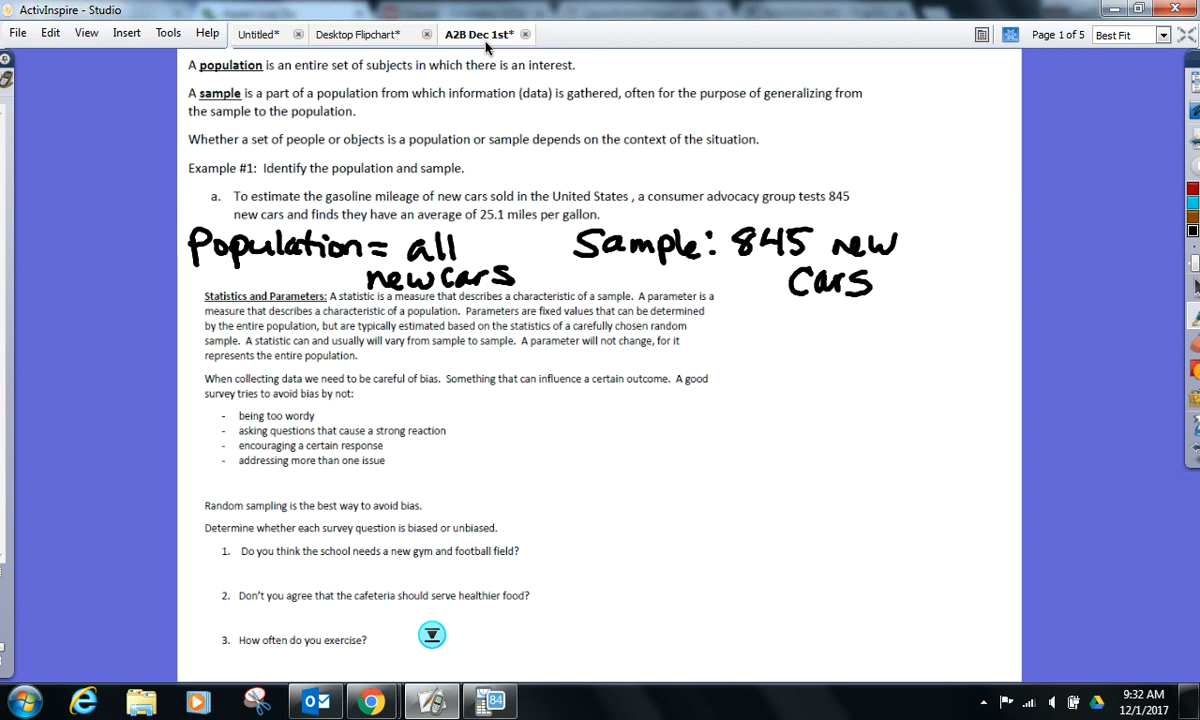 ActivInspire - Studio
File Edit View Insert Tools Help
Untitled* Desktop Flipchart* A2B Dec 1st*
Page 1 of 5 Best Fit
A population is an entire set of subjects in which there is an interest.
A sample is a part of a population from which information (data) is gathered, often for the purpose of generalizing from
the sample to the population.
Whether a set of people or objects is a population or sample depends on the context of the situation.
Example #1: Identify the population and sample.
a. To estimate the gasoline mileage of new cars sold in the United States , a consumer advocacy group tests 845
new cars and finds they have an average of 25.1 miles per gallon.
Population = all Sample: 845 new
new cars cars
Statistics and Parameters: A statistic is a measure that describes a characteristic of a sample. A parameter is a
measure that describes a characteristic of a population. Parameters are fixed values that can be determined
by the entire population, but are typically estimated based on the statistics of a carefully chosen random
sample. A statistic can and usually will vary from sample to sample. A parameter will not change, for it
represents the entire population.
When collecting data we need to be careful of bias. Something that can influence a certain outcome. A good
survey tries to avoid bias by not:
- being too wordy
- asking questions that cause a strong reaction
- encouraging a certain response
- addressing more than one issue
Random sampling is the best way to avoid bias.
Determine whether each survey question is biased or unbiased.
1. Do you think the school needs a new gym and football field?
2. Don't you agree that the cafeteria should serve healthier food?
3. How often do you exercise?
84
9:32 AM
12/1/2017